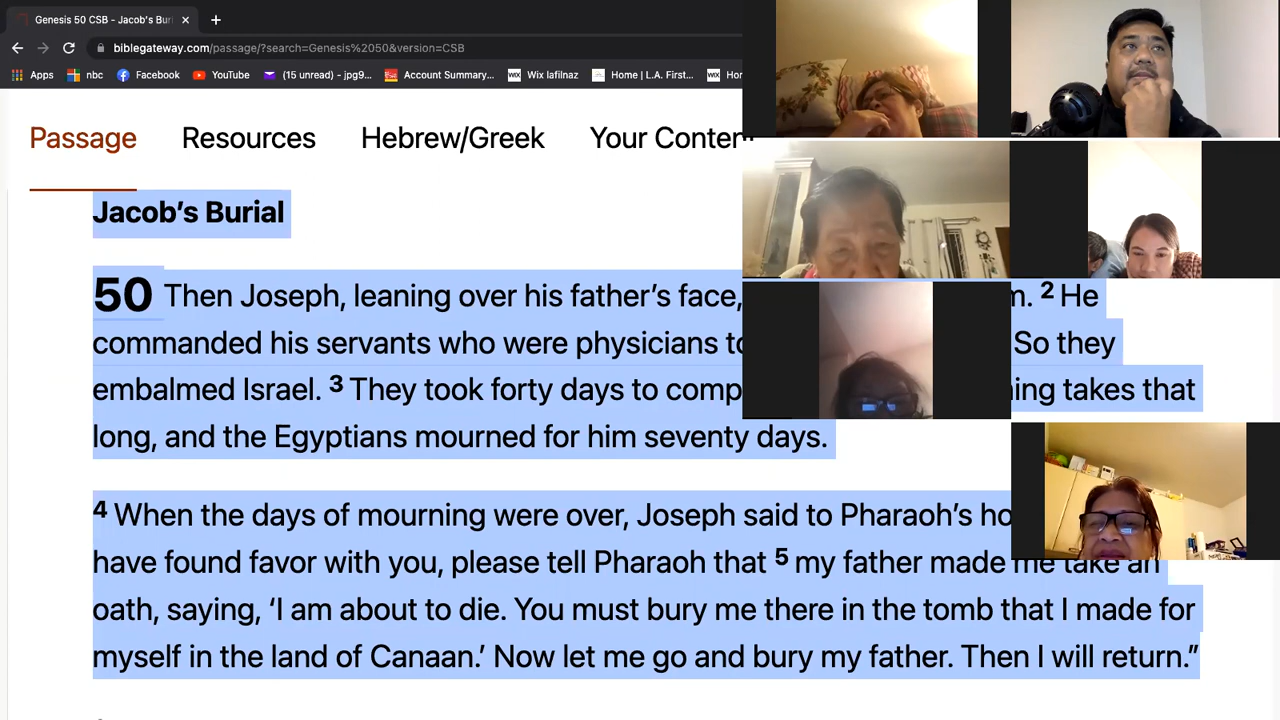 Genesis 50 CSB - Jacob's Buri
biblegateway.com/passage/?search=Genesis%2050&version=CSB
Apps nbc Facebook YouTube (15 unread) - jpg9... Account Summary... Wix lafilnaz Home | L.A. First... Hor
Passage Resources Hebrew/Greek Your Conten
Jacob's Burial
50 Then Joseph, leaning over his father's face, m. 2 He
commanded his servants who were physicians to So they
embalmed Israel. 3 They took forty days to comp ning takes that
long, and the Egyptians mourned for him seventy days.
4 When the days of mourning were over, Joseph said to Pharaoh's ho
have found favor with you, please tell Pharaoh that 5 my father made me take an
oath, saying, 'I am about to die. You must bury me there in the tomb that I made for
myself in the land of Canaan.' Now let me go and bury my father. Then I will return."